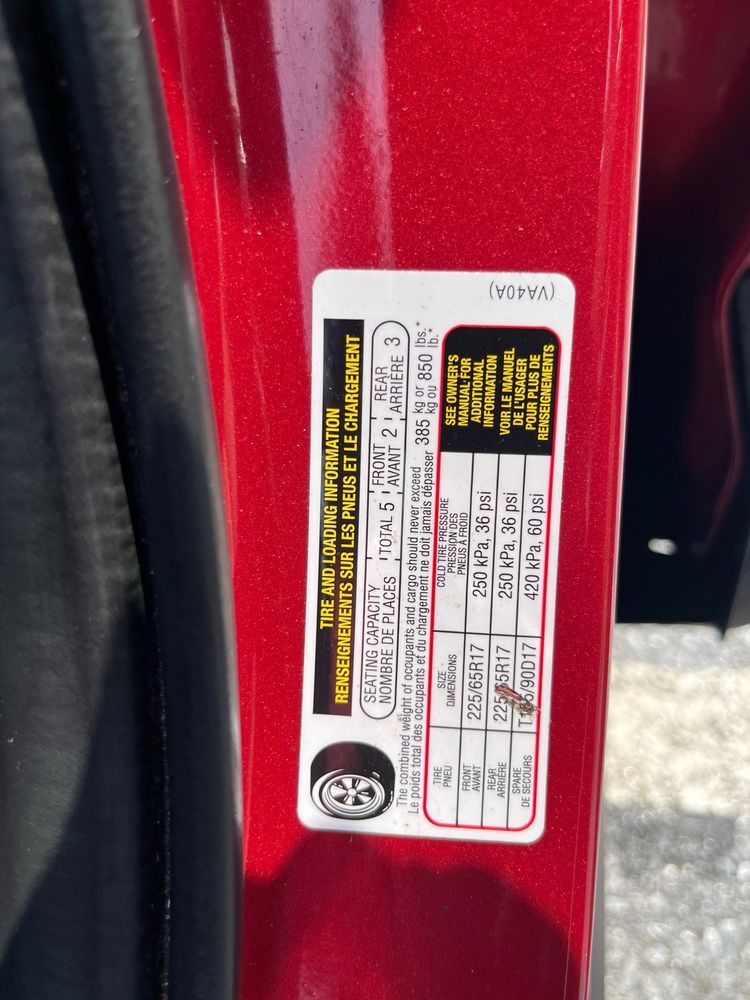 TIRE AND LOADING INFORMATION
RENSEIGNEMENTS SUR LES PNEUS ET LE CHARGEMENT
SEATING CAPACITY
NOMBRE DE PLACES
TOTAL 5
FRONT
AVANT 2
REAR
ARRIÈRE 3
The combined weight of occupants and cargo should never exceed 385 kg or 850 lbs.*
Le poids total des occupants et du chargement ne doit jamais dépasser 385 kg ou 850 lb.*
TIRE
PNEU
SIZE
DIMENSIONS
COLD TIRE PRESSURE
PRESSION DES
PNEUS À FROID
FRONT
AVANT
225/65R17
250 kPa, 36 psi
REAR
ARRIÈRE
250 kPa, 36 psi
SPARE
DE SECOURS
420 kPa, 60 psi
SEE OWNER'S
MANUAL FOR
ADDITIONAL
INFORMATION
VOIR LE MANUEL
DE L'USAGER
POUR PLUS DE
RENSEIGNEMENTS
(VA40A)